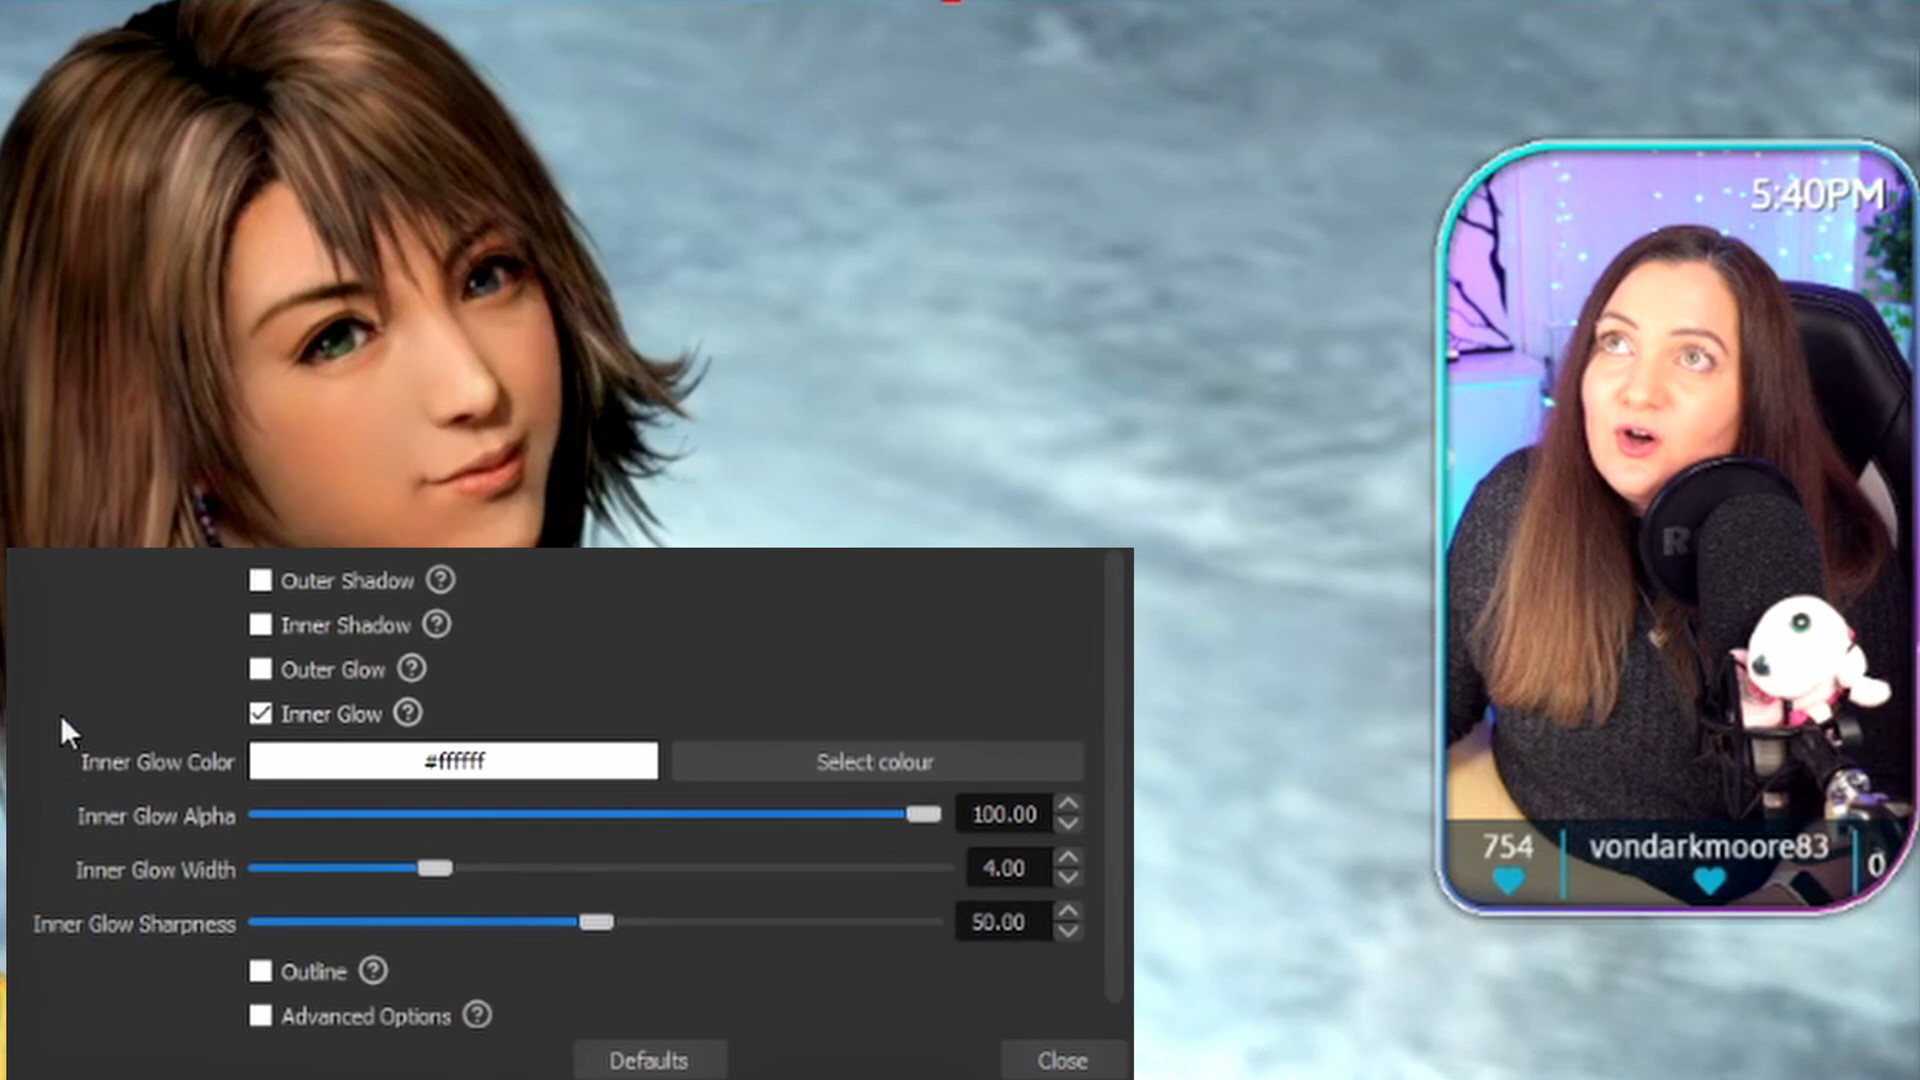 5:40PM
R
754
vondarkmoore83
0
Outer Shadow ?
Inner Shadow ?
Outer Glow ?
Inner Glow ?
Inner Glow Color #ffffff Select colour
Inner Glow Alpha 100.00
Inner Glow Width 4.00
Inner Glow Sharpness 50.00
Outline ?
Advanced Options ?
Defaults Close